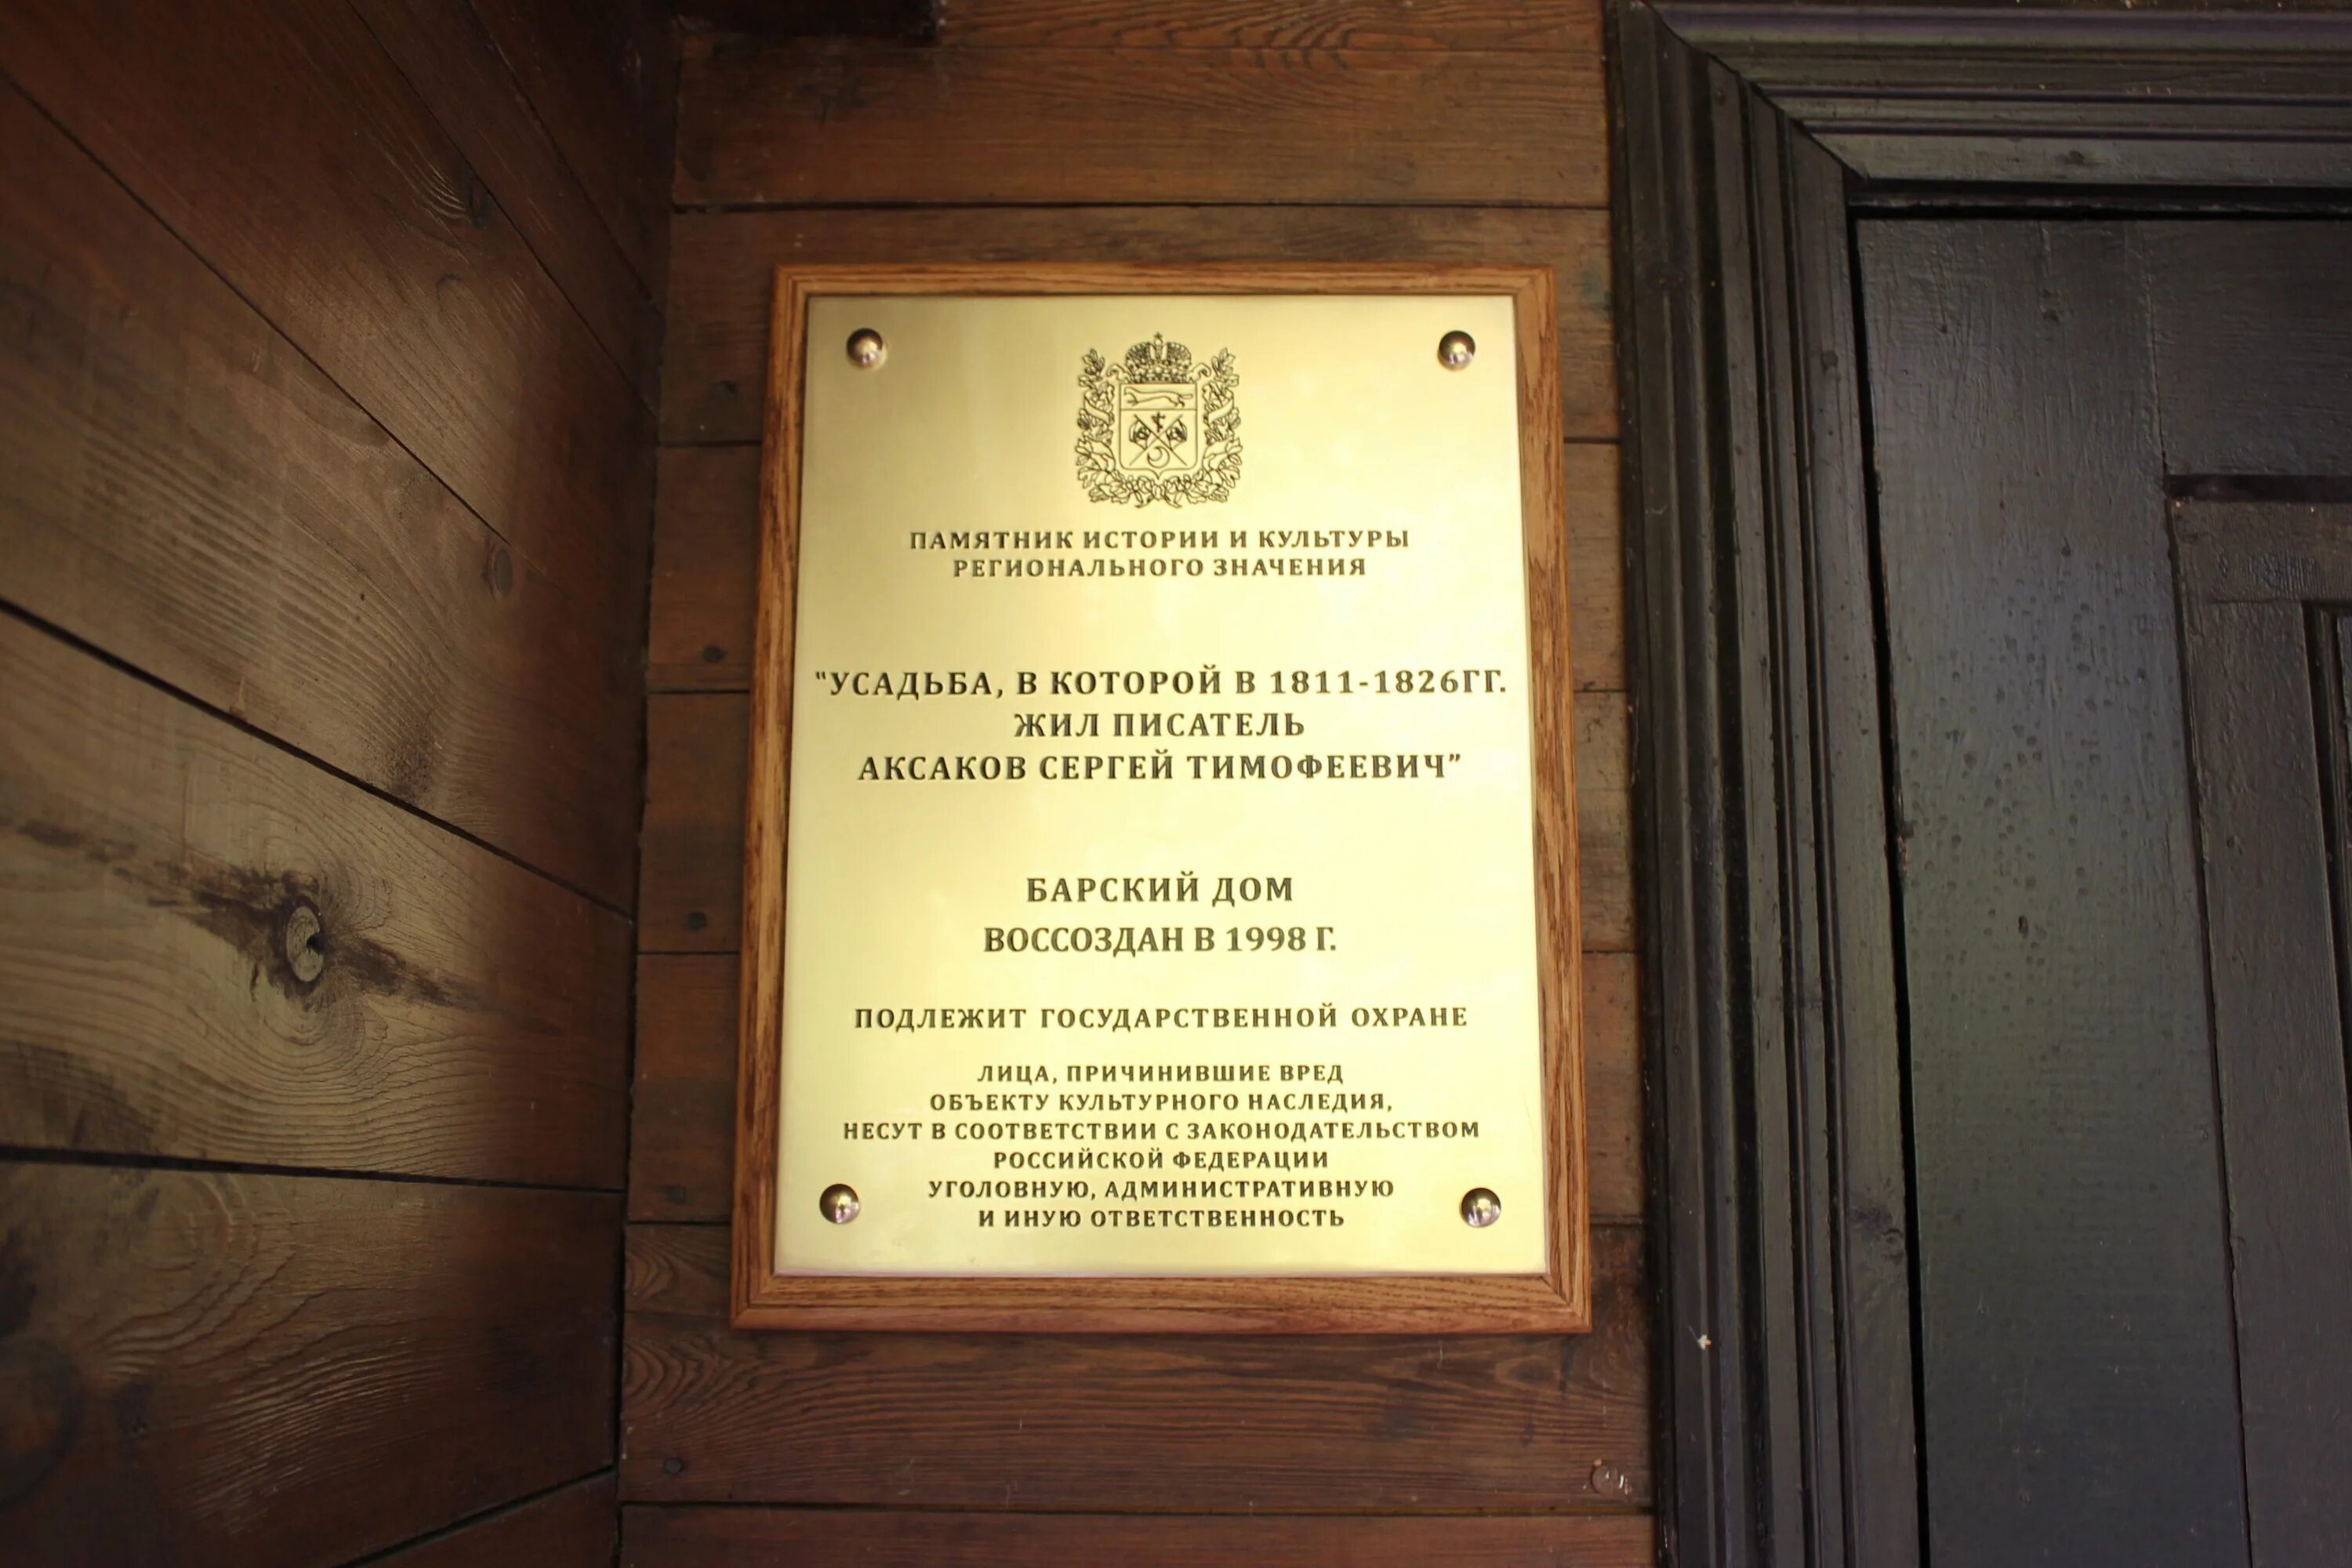 ПАМЯТНИК ИСТОРИИ И КУЛЬТУРЫ
РЕГИОНАЛЬНОГО ЗНАЧЕНИЯ
"УСАДЬБА, В КОТОРОЙ В 1811-1826ГГ.
ЖИЛ ПИСАТЕЛЬ
АКСАКОВ СЕРГЕЙ ТИМОФЕЕВИЧ”
БАРСКИЙ ДОМ
ВОССОЗДАН В 1998 Г.
ПОДЛЕЖИТ ГОСУДАРСТВЕННОЙ ОХРАНЕ
ЛИЦА, ПРИЧИНИВШИЕ ВРЕД
ОБЪЕКТУ КУЛЬТУРНОГО НАСЛЕДИЯ,
НЕСУТ В СООТВЕТСТВИИ С ЗАКОНОДАТЕЛЬСТВОМ
РОССИЙСКОЙ ФЕДЕРАЦИИ
УГОЛОВНУЮ, АДМИНИСТРАТИВНУЮ
И ИНУЮ ОТВЕТСТВЕННОСТЬ